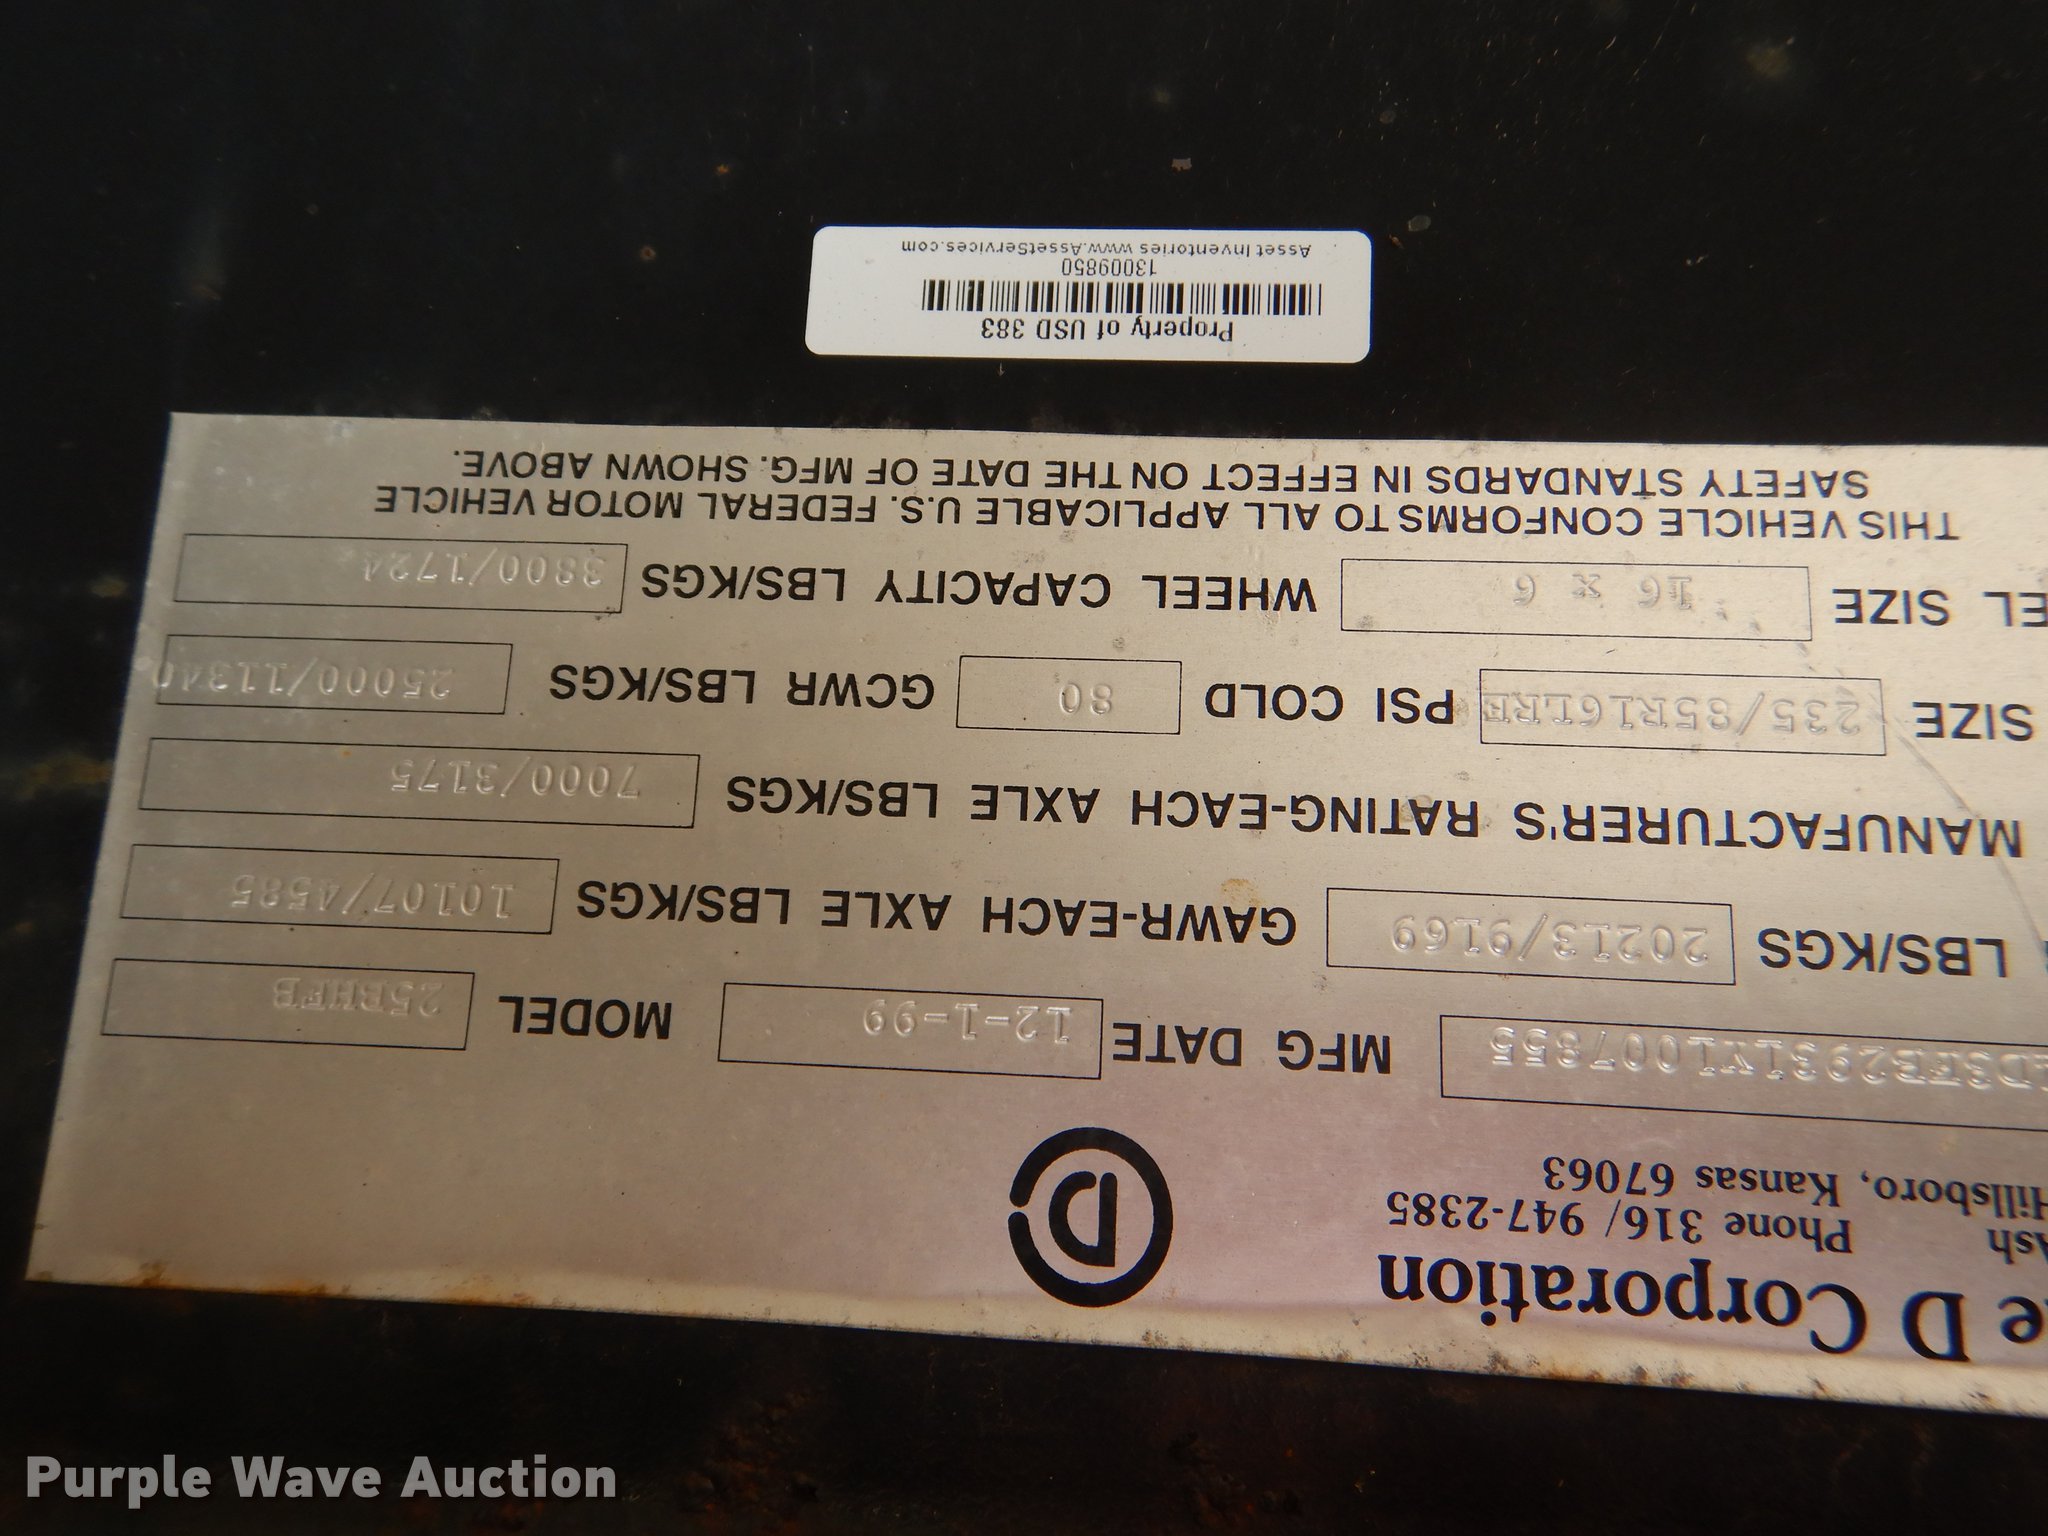 e D Corporation
Ash Phone 316/ 947-2385
Hillsboro, Kansas 67063
D
D3FB2931Y1007855 MFG DATE 12-1-99 MODEL 25BHFB
LBS/KGS 20213/9169 GAWR-EACH AXLE LBS/KGS 10107/4585
MANUFACTURER'S RATING-EACH AXLE LBS/KGS 7000/3175
SIZE 235/85R16LRE PSI COLD 80 GCWR LBS/KGS 25000/11340
EL SIZE 16 x 6 WHEEL CAPACITY LBS/KGS 3800/1724
THIS VEHICLE CONFORMS TO ALL APPLICABLE U.S. FEDERAL MOTOR VEHICLE
SAFETY STANDARDS IN EFFECT ON THE DATE OF MFG. SHOWN ABOVE.
Property of USD 383
13009850
Asset Inventories www.AssetServices.com
Purple Wave Auction